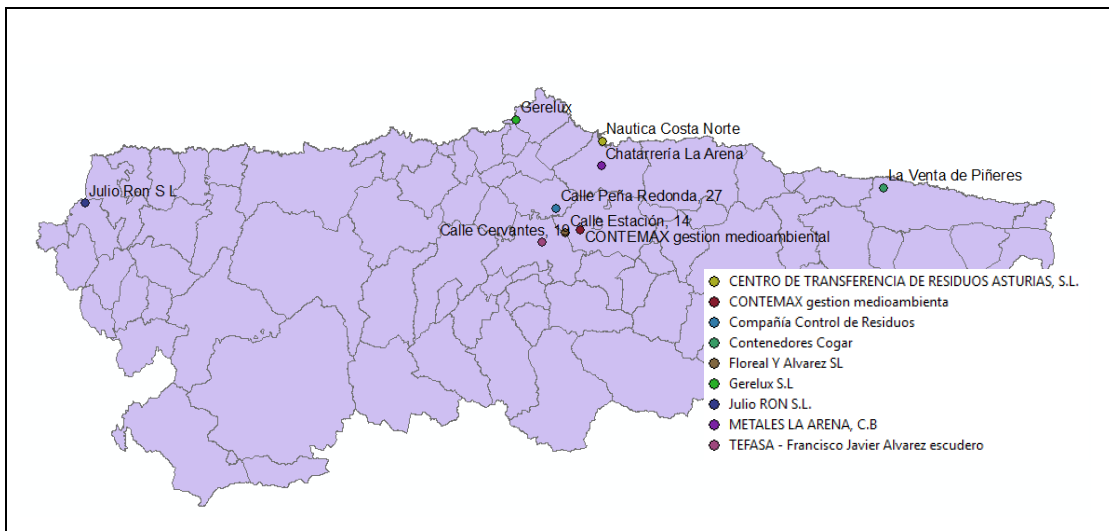 Gerelux
Nautica Costa Norte
Chatarrería La Arena
La Venta de Piñeres
Julio Ron S L
Calle Peña Redonda, 27
Calle Estación, 14
Calle Cervantes, 19
CONTEMAX gestion medioambiental
CENTRO DE TRANSFERENCIA DE RESIDUOS ASTURIAS, S.L.
CONTEMAX gestion medioambienta
Compañía Control de Residuos
Contenedores Cogar
Floreal Y Alvarez SL
Gerelux S.L
Julio RON S.L.
METALES LA ARENA, C.B
TEFASA - Francisco Javier Alvarez escudero